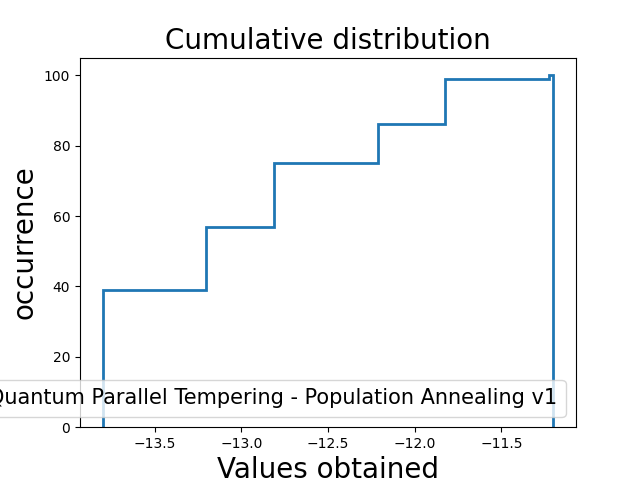 Cumulative distribution
occurrence
100
80
60
40
20
0
Quantum Parallel Tempering - Population Annealing v1
−13.5 −13.0 −12.5 −12.0 −11.5
Values obtained